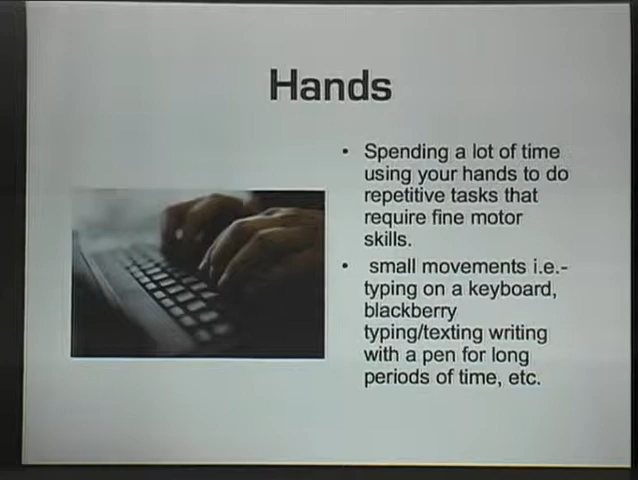 Hands
• Spending a lot of time
using your hands to do
repetitive tasks that
require fine motor
skills.
• small movements i.e.-
typing on a keyboard,
blackberry
typing/texting writing
with a pen for long
periods of time, etc.